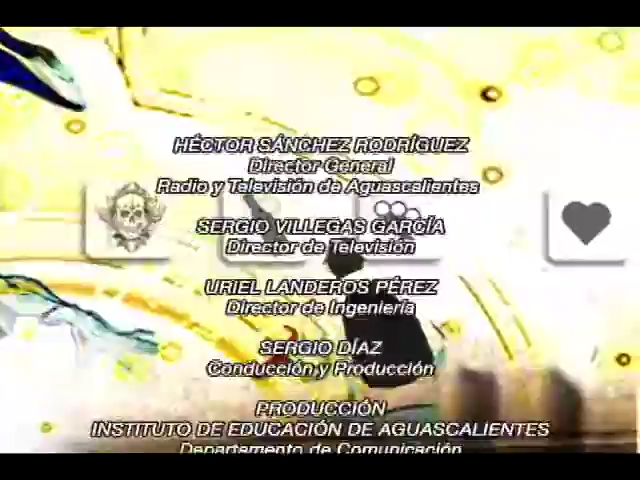 HÉCTOR SÁNCHEZ RODRÍGUEZ
Director General
Radio y Televisión de Aguascalientes
SERGIO VILLEGAS GARCÍA
Director de Televisión
URIEL LANDEROS PÉREZ
Director de Ingeniería
SERGIO DÍAZ
Conducción y Producción
PRODUCCIÓN
INSTITUTO DE EDUCACIÓN DE AGUASCALIENTES
Departamento de Comunicación